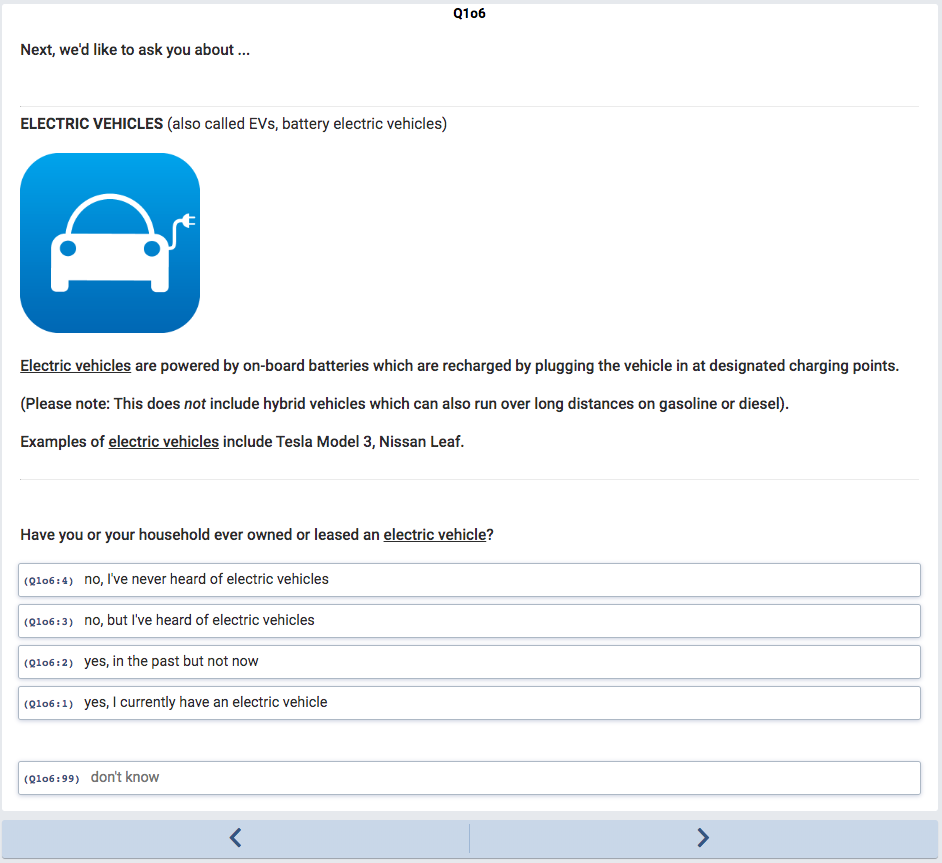 Q1o6
Next, we'd like to ask you about ...
ELECTRIC VEHICLES (also called EVs, battery electric vehicles)
Electric vehicles are powered by on-board batteries which are recharged by plugging the vehicle in at designated charging points.
(Please note: This does not include hybrid vehicles which can also run over long distances on gasoline or diesel).
Examples of electric vehicles include Tesla Model 3, Nissan Leaf.
Have you or your household ever owned or leased an electric vehicle?
(Q1o6:4) no, I've never heard of electric vehicles
(Q1o6:3) no, but I've heard of electric vehicles
(Q1o6:2) yes, in the past but not now
(Q1o6:1) yes, I currently have an electric vehicle
(Q1o6:99) don't know